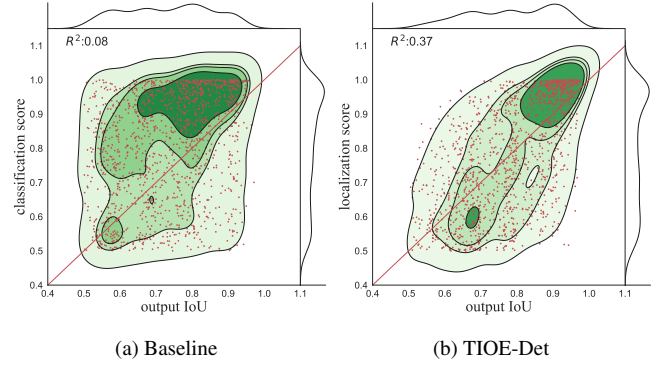 R²:0.08
1.1
1.0
0.9
0.8
0.7
0.6
0.5
0.4
classification score
0.4 0.5 0.6 0.7 0.8 0.9 1.0 1.1
output IoU
(a) Baseline
R²:0.37
1.1
1.0
0.9
0.8
0.7
0.6
0.5
0.4
localization score
0.4 0.5 0.6 0.7 0.8 0.9 1.0 1.1
output IoU
(b) TIOE-Det